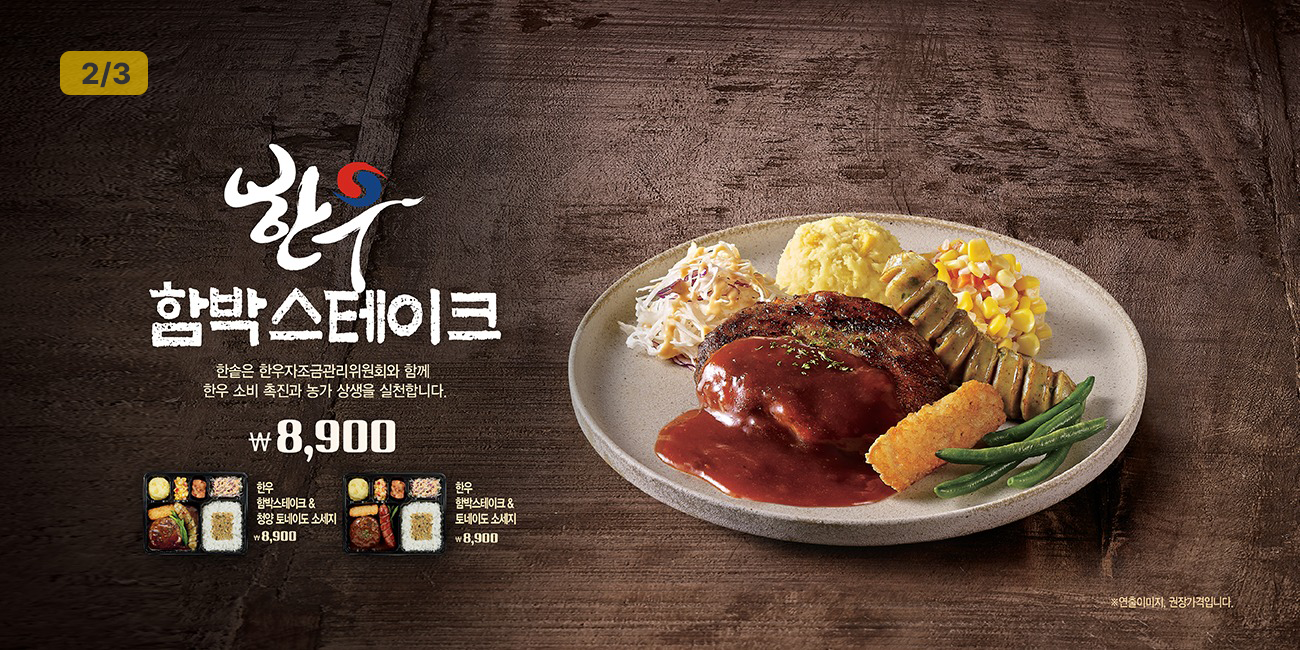 2/3
한우
함박스테이크
한솥은 한우자조금관리위원회와 함께
한우 소비 촉진과 농가 상생을 실천합니다.
₩8,900
한우
함박스테이크 &
청양 토네이도 소세지
₩8,900
한우
함박스테이크 &
토네이도 소세지
₩8,900
※연출이미지, 권장가격입니다.